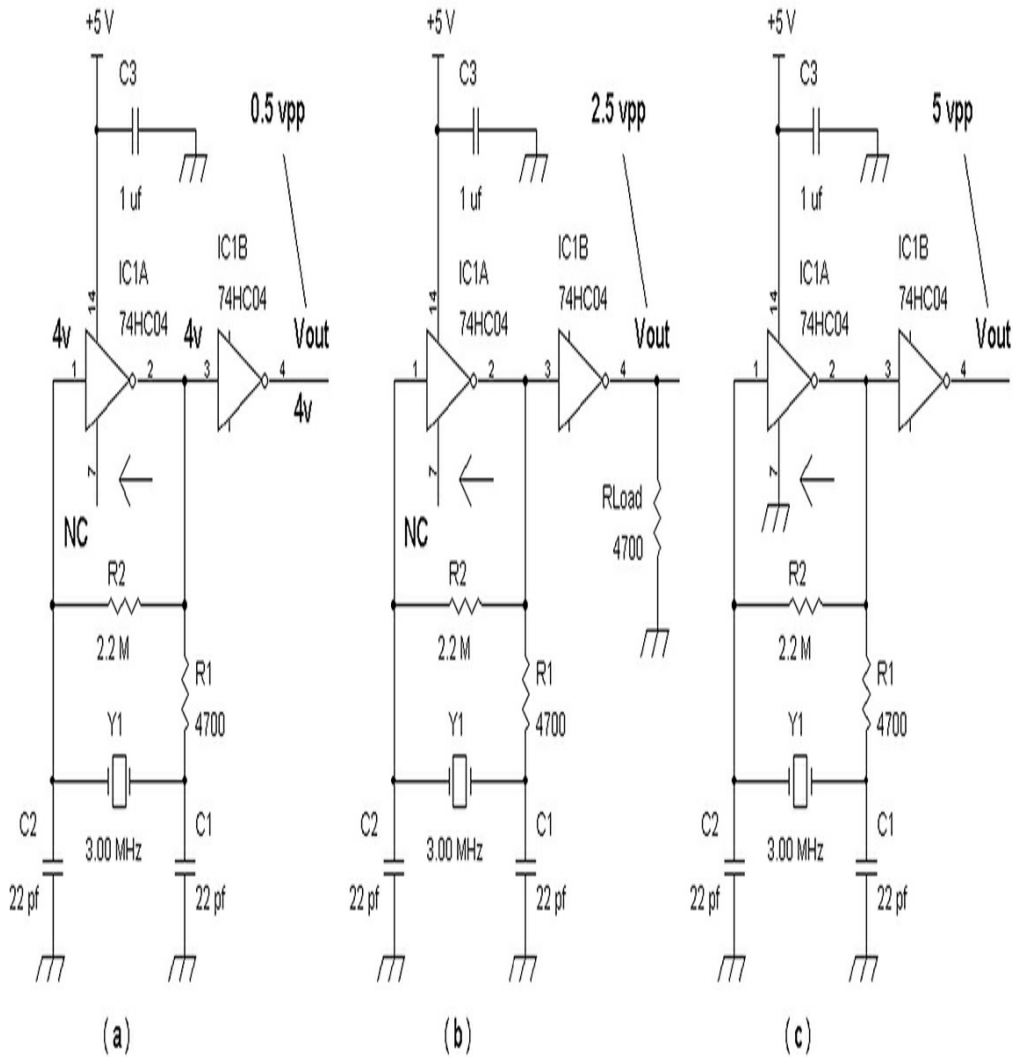 +5 V
C3
0.5 vpp
1 uf
IC1A
74HC04
IC1B
74HC04
14
4v
4v
Vout
1
2
3
4
4v
7
NC
R2
2.2 M
R1
4700
Y1
C2
C1
3.00 MHz
22 pf
22 pf
(a)
+5 V
C3
2.5 vpp
1 uf
IC1A
74HC04
IC1B
74HC04
14
Vout
1
2
3
4
7
NC
RLoad
4700
R2
2.2 M
R1
4700
Y1
C2
C1
3.00 MHz
22 pf
22 pf
(b)
+5 V
C3
5 vpp
1 uf
IC1A
74HC04
IC1B
74HC04
14
Vout
1
2
3
4
7
R2
2.2 M
R1
4700
Y1
C2
C1
3.00 MHz
22 pf
22 pf
(c)